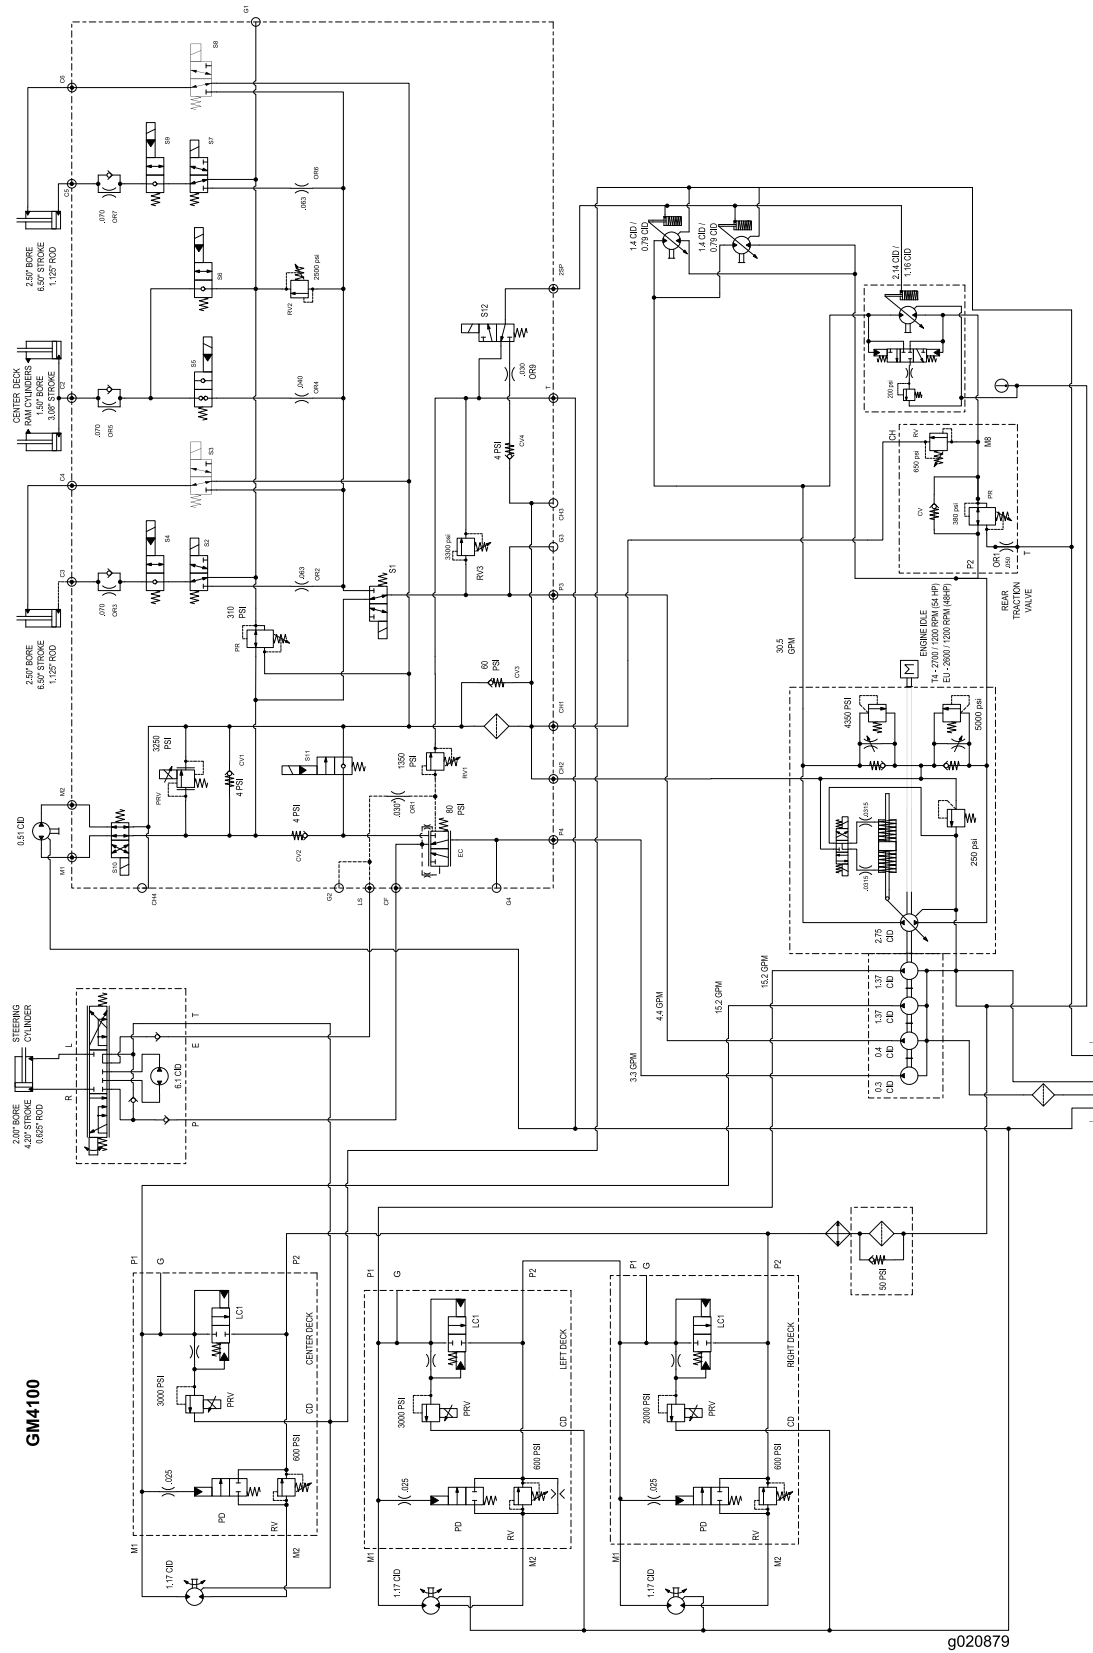 GM4100
G1
C6
S8
C5
.070
OR7
S9
S7
.063
OR6
2.50" BORE
6.50" STROKE
1.125" ROD
S6
RV2
2500 psi
2SP
S12
.030
OR9
CENTER DECK
RAM CYLINDERS
1.50" BORE
3.08" STROKE
C2
.070
OR5
S5
.040
OR4
T
C4
S3
4 PSI
CV4
CH3
G3
3300 psi
RV3
C3
.070
OR3
S4
S2
.063
OR2
S1
P3
2.50" BORE
6.50" STROKE
1.125" ROD
310
PSI
PR
60
PSI
CV3
CH1
3250
PSI
PRV
CV1
4 PSI
S11
1350
PSI
RV1
CH2
M2
0.51 CID
M1
S10
CH4
4 PSI
CV2
.030"
OR1
80
PSI
EC
P4
G2
LS
CF
G4
1.4 CID /
0.79 CID
1.4 CID /
0.79 CID
2.14 CID /
1.16 CID
200 psi
CH
RV
650 psi
M8
CV
380 psi
PR
P2
OR1
.050
T
REAR
TRACTION
VALVE
30.5
GPM
ENGINE IDLE
T4 - 2700 / 1200 RPM (54 HP)
EU - 2600 / 1200 RPM (48HP)
M
4350 PSI
5000 psi
.0315
.0315
250 psi
2.75
CID
1.37
CID
1.37
CID
0.4
CID
0.3
CID
15.2 GPM
15.2 GPM
4.4 GPM
3.3 GPM
STEERING
CYLINDER
2.00" BORE
4.20" STROKE
0.625" ROD
L
R
6.1 CID
T
E
P
P1
G
P2
LC1
CENTER DECK
3000 PSI
PRV
CD
.025
600 PSI
PD
RV
M1
M2
1.17 CID
P1
G
P2
LC1
LEFT DECK
3000 PSI
PRV
CD
.025
600 PSI
PD
RV
M1
M2
1.17 CID
P1
G
P2
LC1
RIGHT DECK
2000 PSI
PRV
CD
.025
600 PSI
PD
RV
M1
M2
1.17 CID
50 PSI
g020879